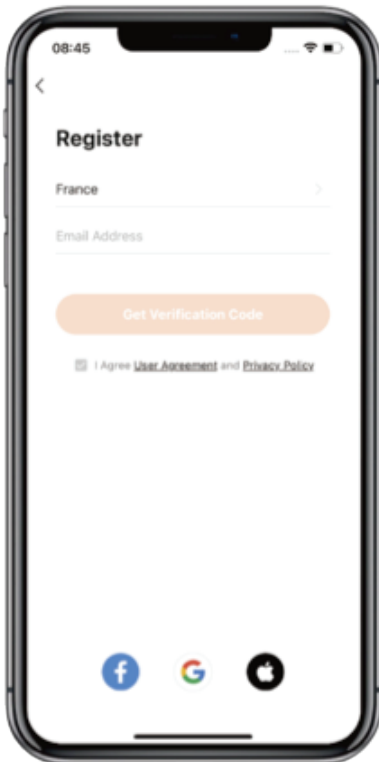 08:45
Register
France
Email Address
Get Verification Code
I Agree User Agreement and Privacy Policy